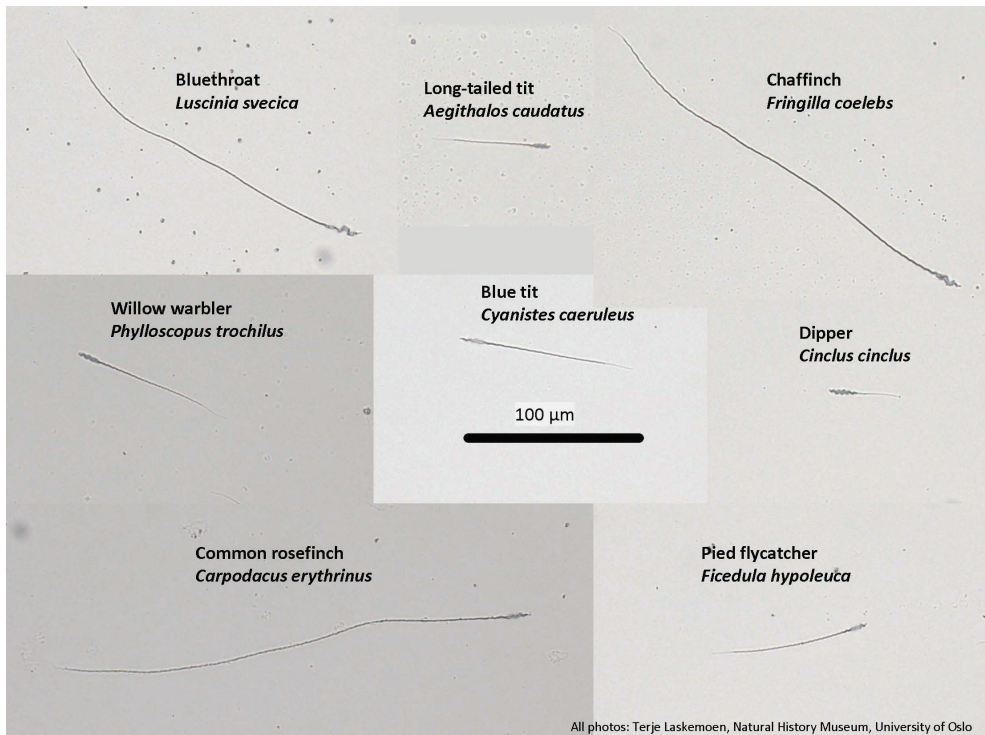 Bluethroat
Luscinia svecica
Long-tailed tit
Aegithalos caudatus
Chaffinch
Fringilla coelebs
Willow warbler
Phylloscopus trochilus
Blue tit
Cyanistes caeruleus
Dipper
Cinclus cinclus
100 µm
Common rosefinch
Carpodacus erythrinus
Pied flycatcher
Ficedula hypoleuca
All photos: Terje Laskemoen, Natural History Museum, University of Oslo